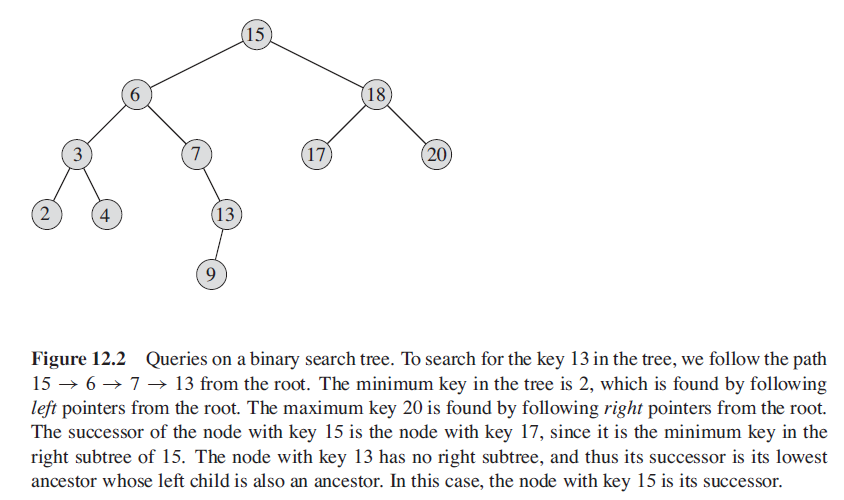 15
6
18
3
7
17
20
2
4
13
9
Figure 12.2 Queries on a binary search tree. To search for the key 13 in the tree, we follow the path
15 → 6 → 7 → 13 from the root. The minimum key in the tree is 2, which is found by following
left pointers from the root. The maximum key 20 is found by following right pointers from the root.
The successor of the node with key 15 is the node with key 17, since it is the minimum key in the
right subtree of 15. The node with key 13 has no right subtree, and thus its successor is its lowest
ancestor whose left child is also an ancestor. In this case, the node with key 15 is its successor.